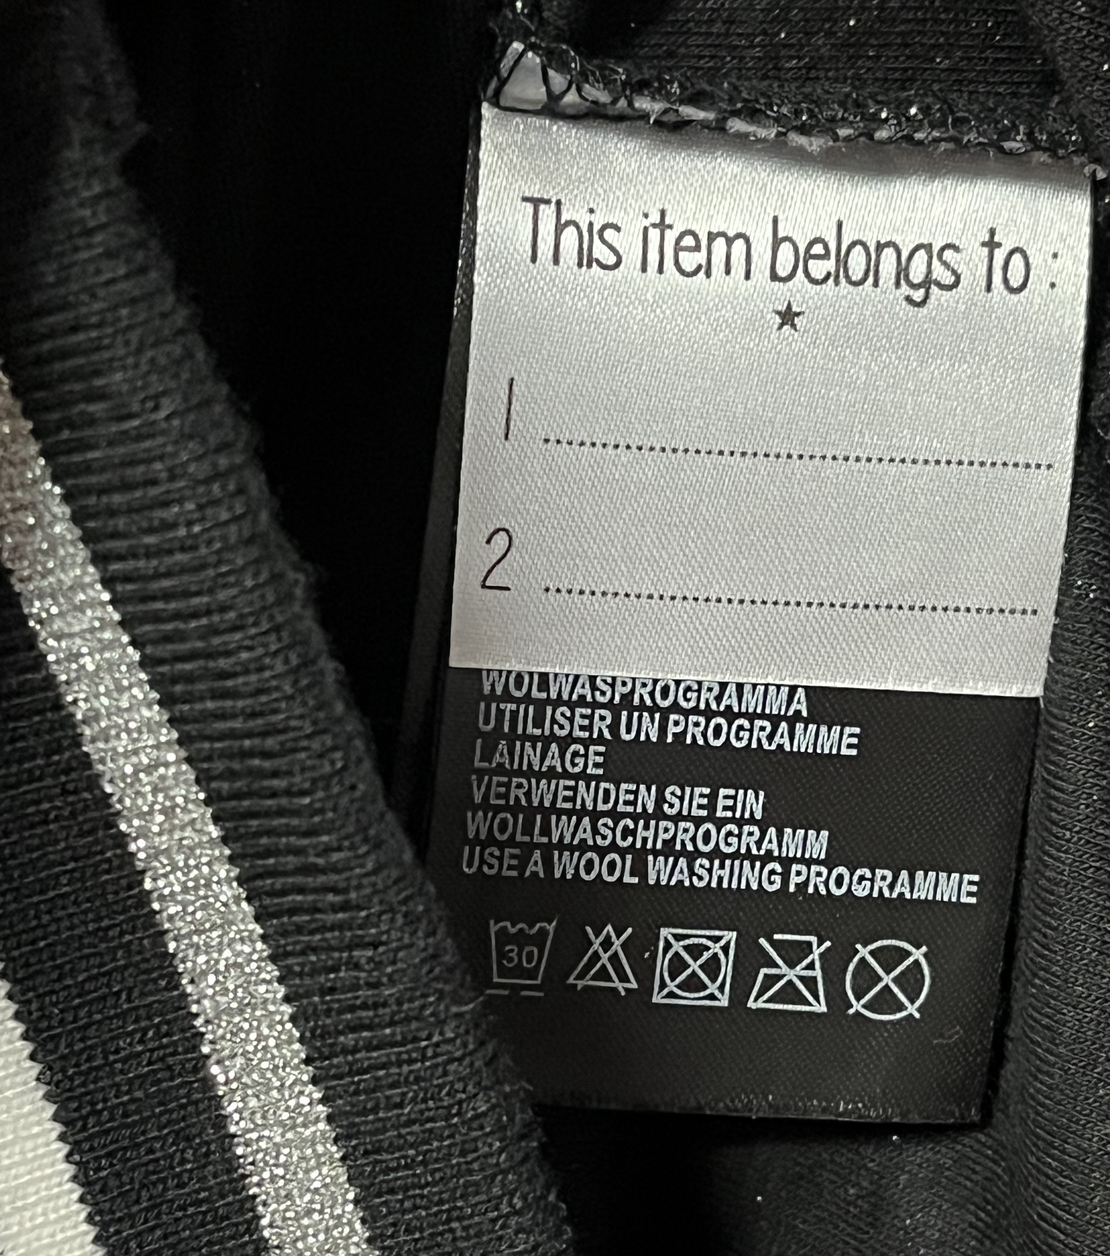 This item belongs to :
1
2
WOLWASPROGRAMMA
UTILISER UN PROGRAMME
LAINAGE
VERWENDEN SIE EIN
WOLLWASCHPROGRAMM
USE A WOOL WASHING PROGRAMME
30